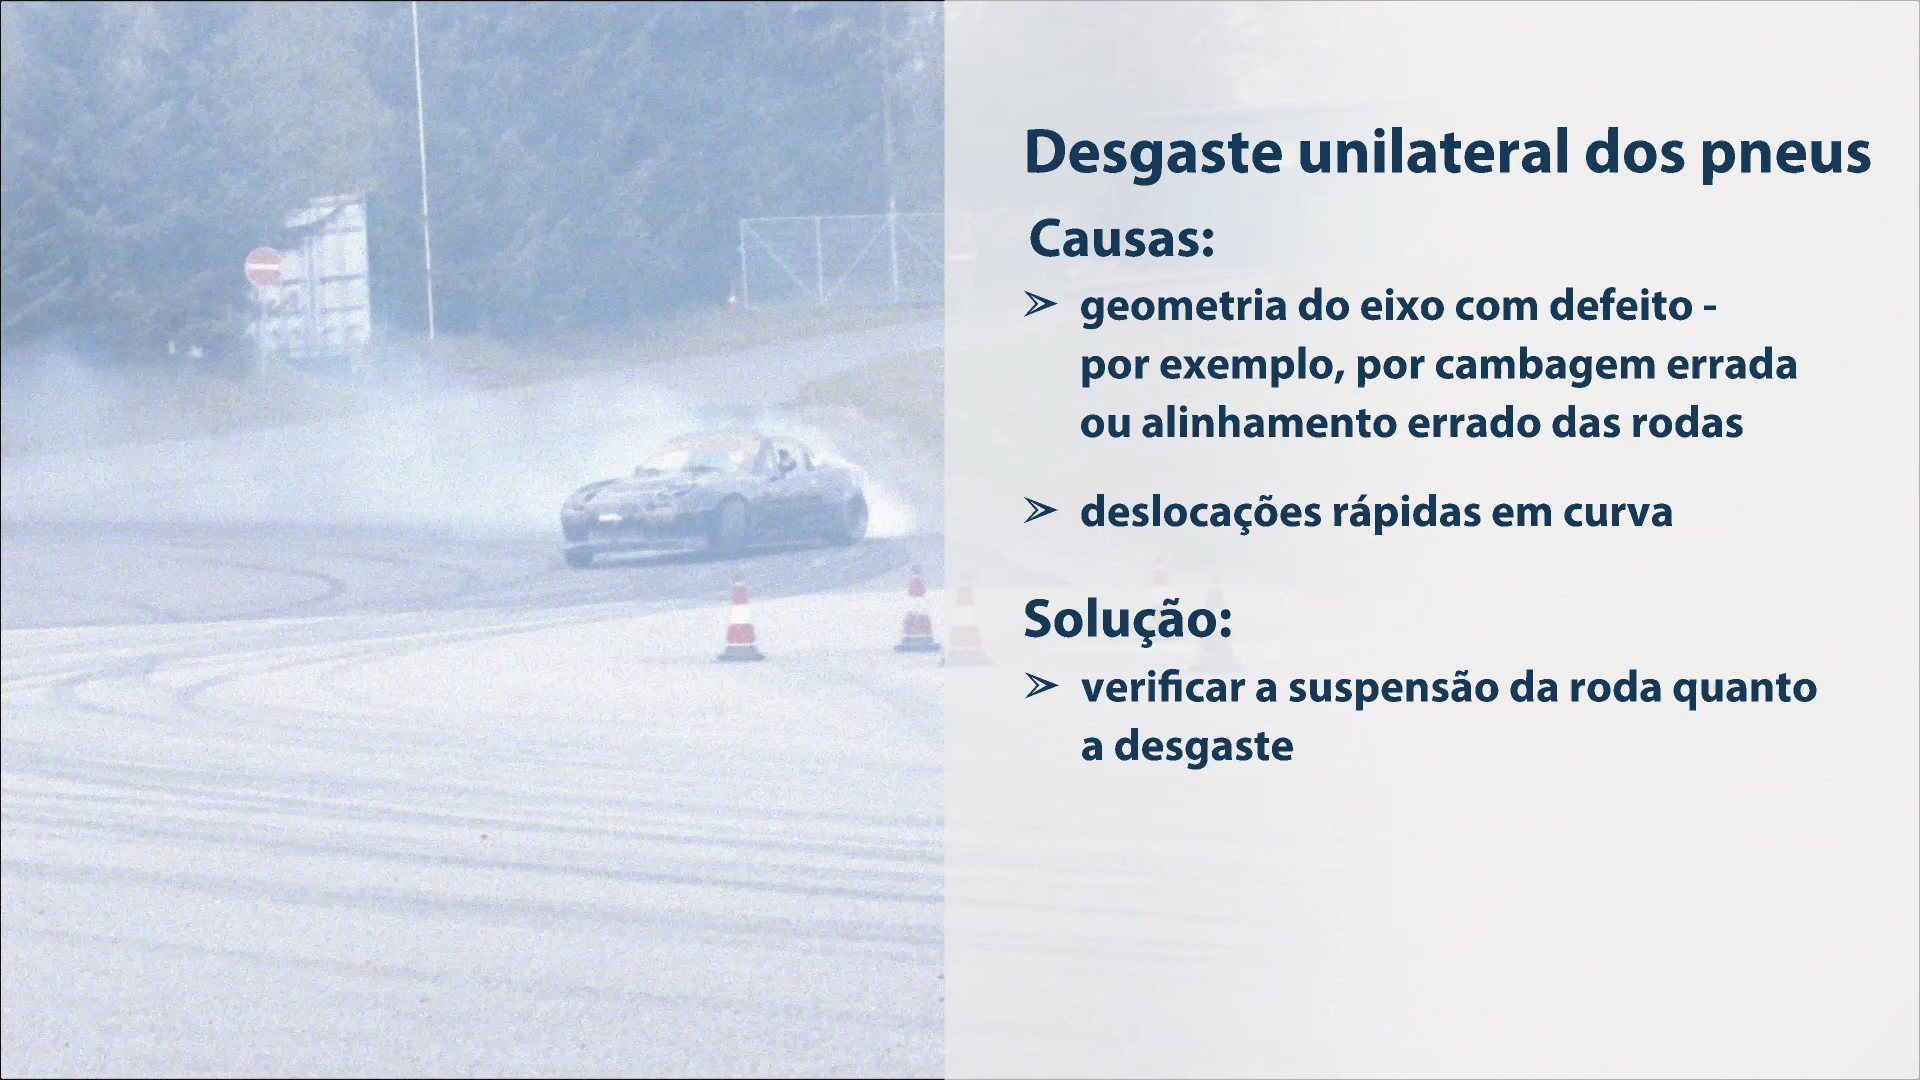 Desgaste unilateral dos pneus
Causas:
➢ geometria do eixo com defeito -
por exemplo, por cambagem errada
ou alinhamento errado das rodas
➢ deslocações rápidas em curva
Solução:
➢ verificar a suspensão da roda quanto
a desgaste